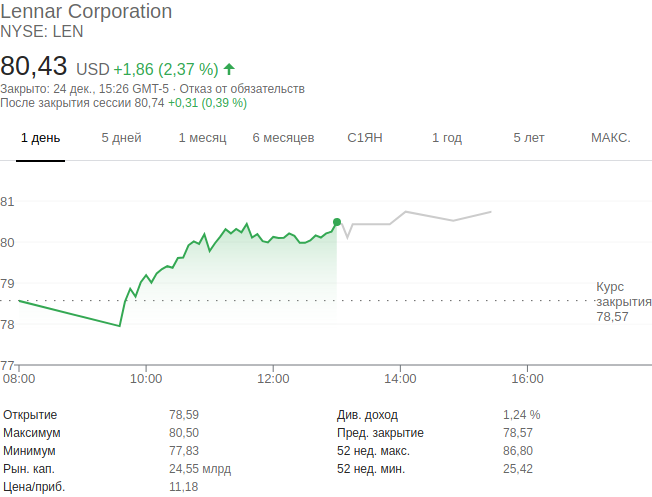 Lennar Corporation
NYSE: LEN
80,43 USD +1,86 (2,37 %)
Закрыто: 24 дек., 15:26 GMT-5 · Отказ от обязательств
После закрытия сессии 80,74 +0,31 (0,39 %)
1 день 5 дней 1 месяц 6 месяцев С1ЯН 1 год 5 лет МАКС.
81
80
79
78
77
Курс
закрытия
78,57
08:00 10:00 12:00 14:00 16:00
Открытие 78,59 Див. доход 1,24 %
Максимум 80,50 Пред. закрытие 78,57
Минимум 77,83 52 нед. макс. 86,80
Рын. кап. 24,55 млрд 52 нед. мин. 25,42
Цена/приб. 11,18